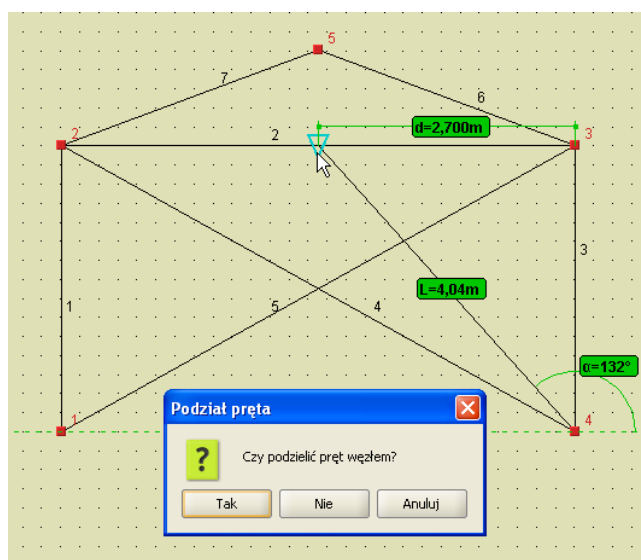 5
7
6
d=2,700m
2
2
3
1
5
4
3
L=4,04m
α=132°
1
4
Podział pręta
Czy podzielić pręt węzłem?
Tak Nie Anuluj